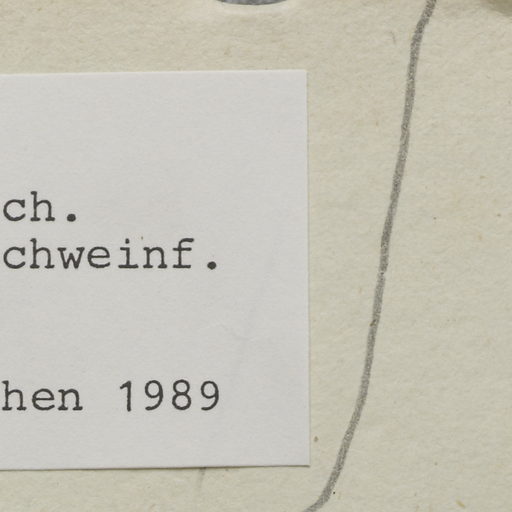 ch.
chweinf.
hen 1989